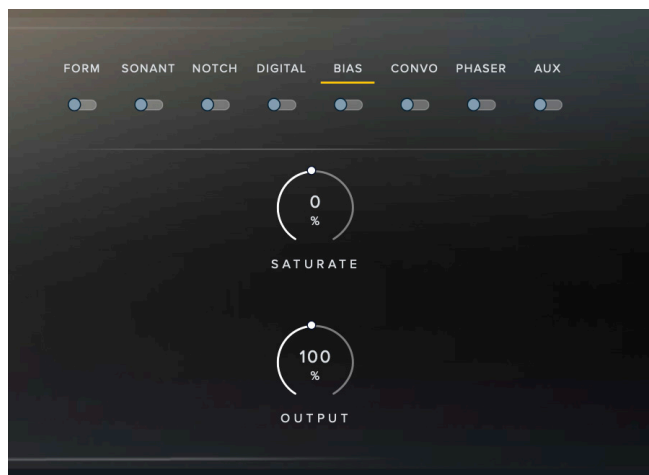 FORM SONANT NOTCH DIGITAL BIAS CONVO PHASER AUX
0
%
SATURATE
100
%
OUTPUT